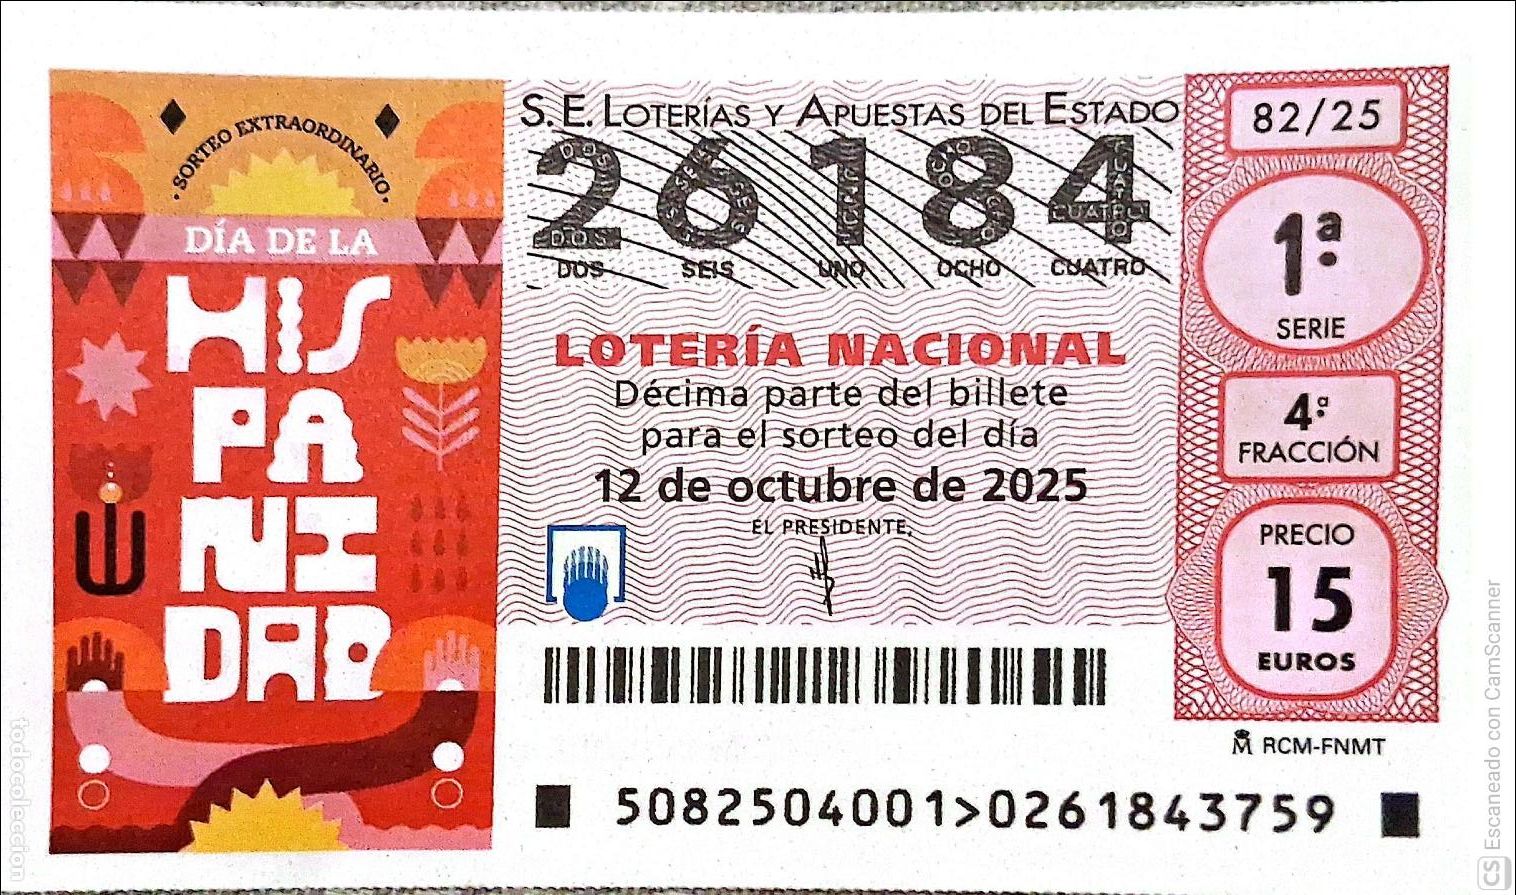 · SORTEO EXTRAORDINARIO ·
DÍA DE LA
HIS
PA
NI
DAD
S. E. LOTERÍAS Y APUESTAS DEL ESTADO
26184
DOS SEIS UNO OCHO CUATRO
LOTERÍA NACIONAL
Décima parte del billete
para el sorteo del día
12 de octubre de 2025
EL PRESIDENTE,
82/25
1ª
SERIE
4ª
FRACCIÓN
PRECIO
15
EUROS
M RCM-FNMT
5082504001>0261843759
todocoleccion
CS Escaneado con CamScanner